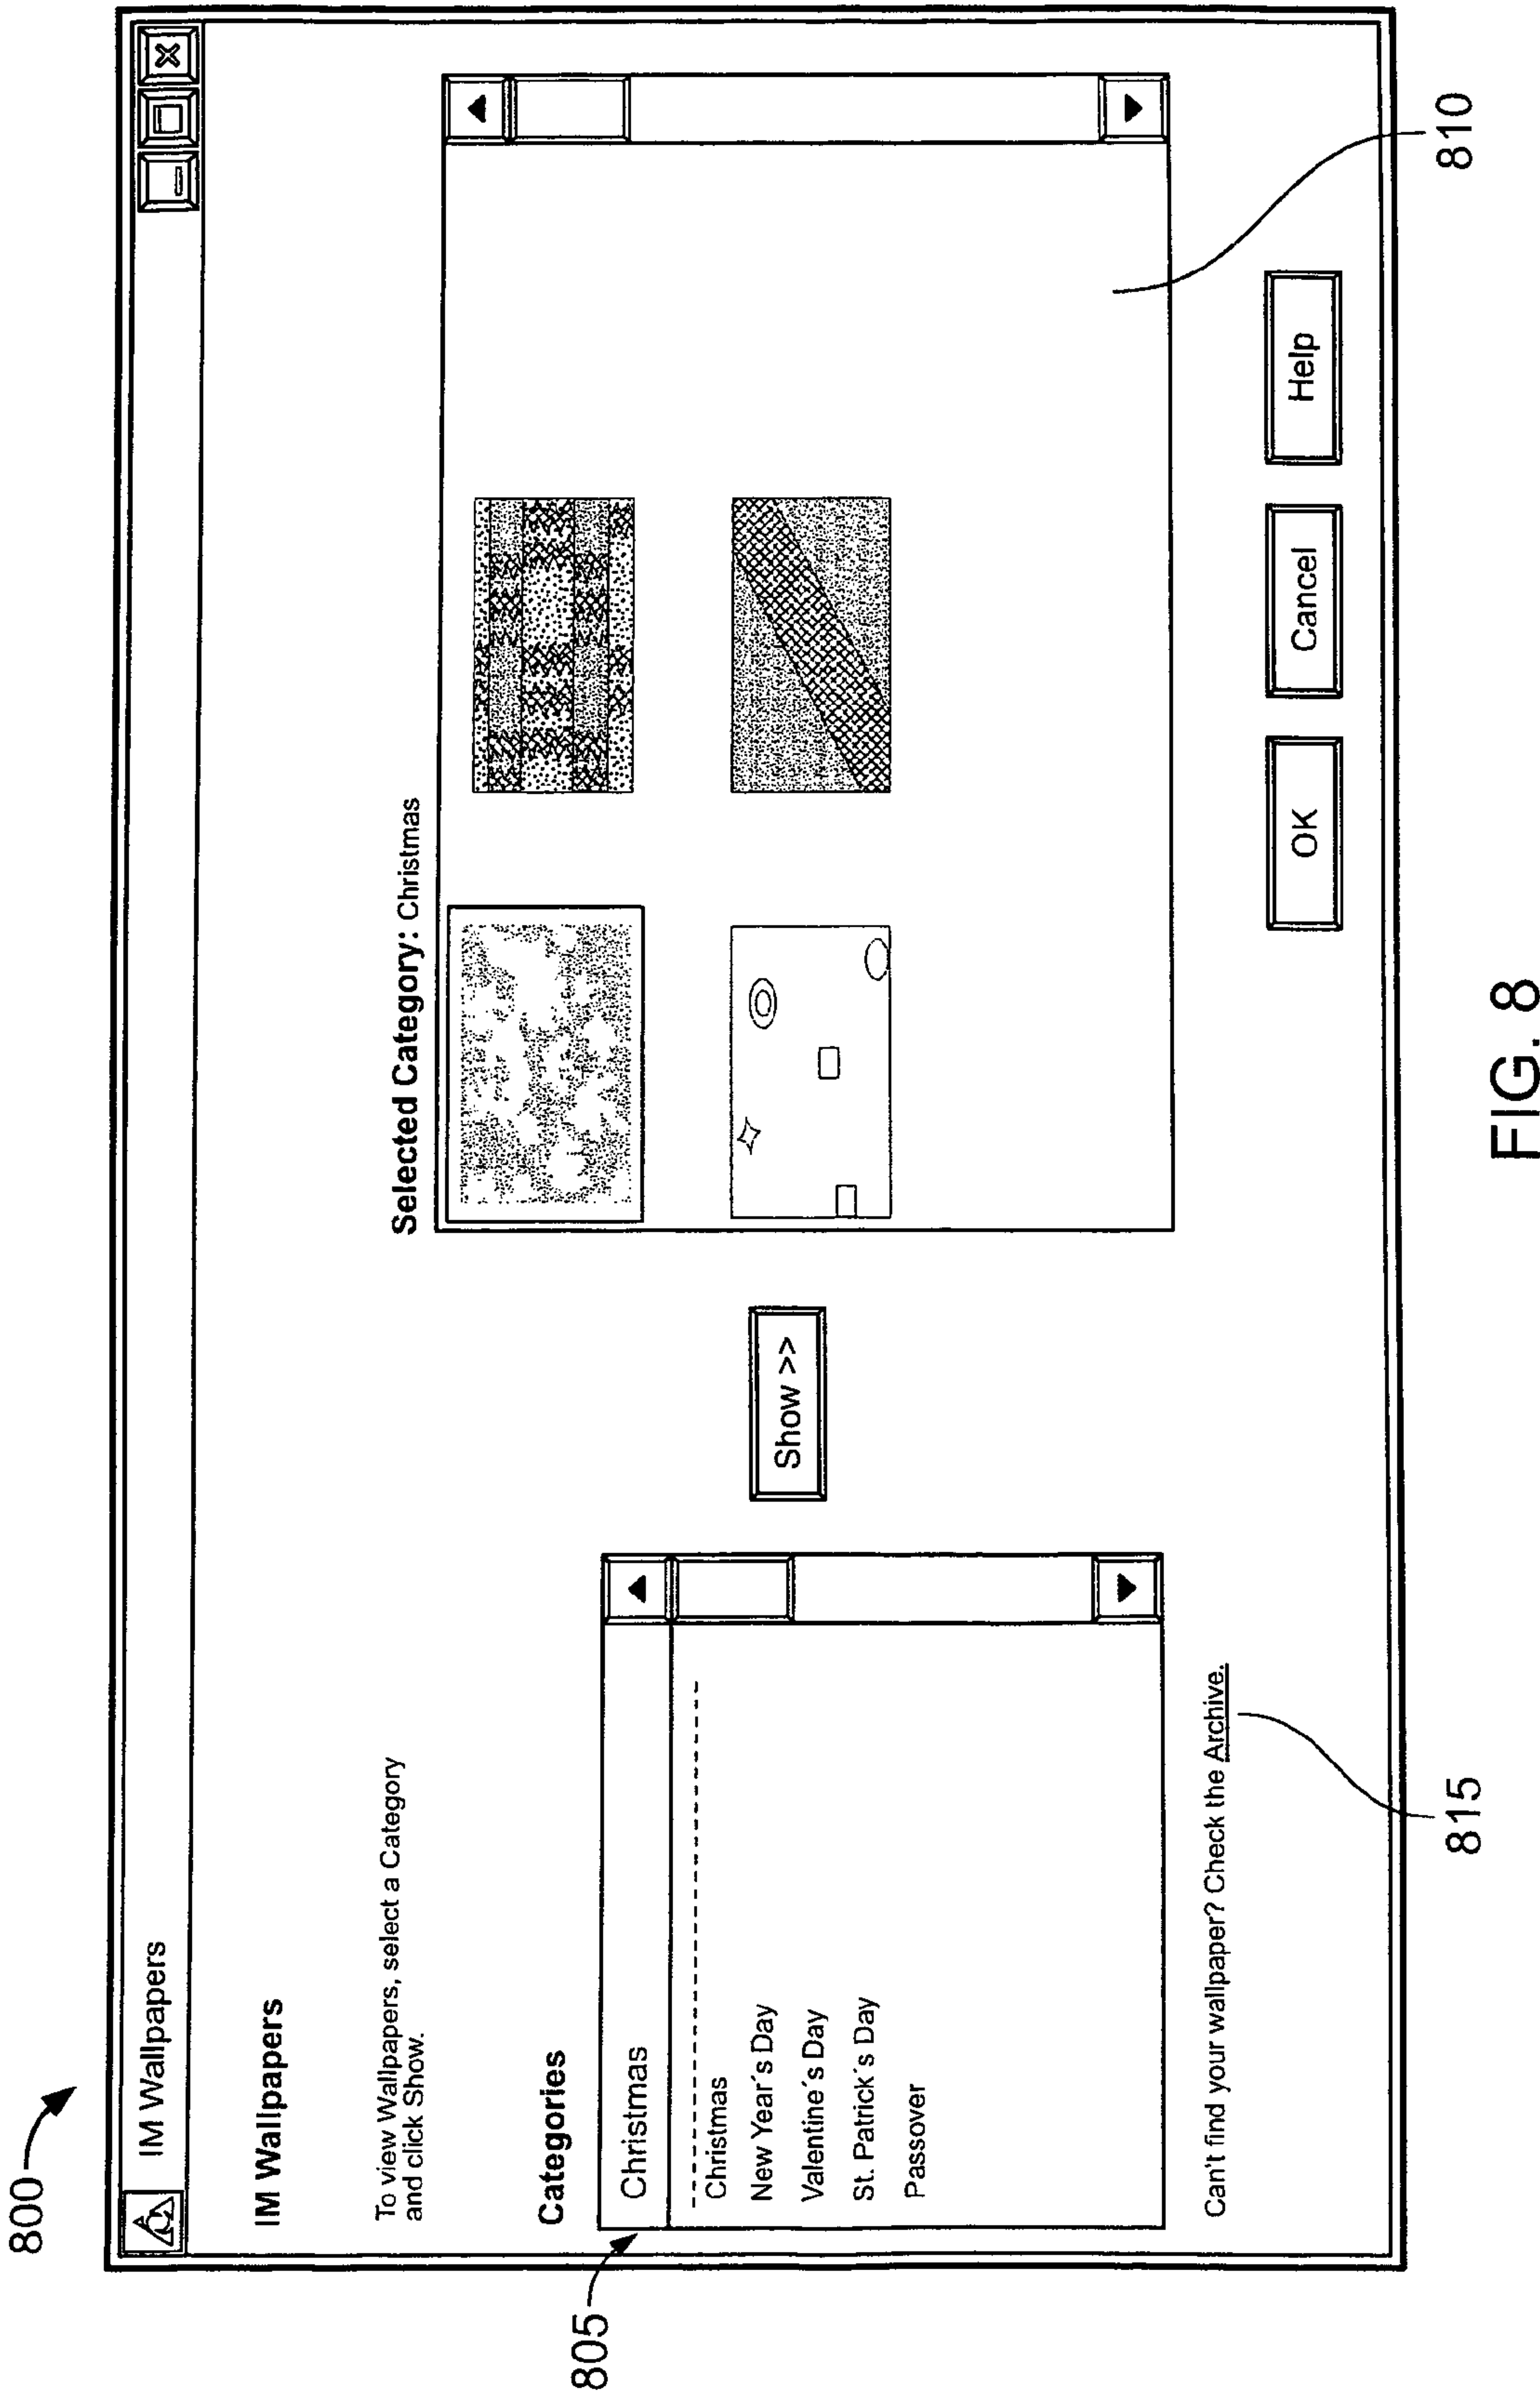 800
IM Wallpapers
IM Wallpapers
To view Wallpapers, select a Category
and click Show.
Categories
805
Christmas
--------------------------------
Christmas
New Year´s Day
Valentine´s Day
St. Patrick´s Day
Passover
Can't find your wallpaper? Check the Archive.
815
Show >>
Selected Category: Christmas
810
OK
Cancel
Help
FIG. 8